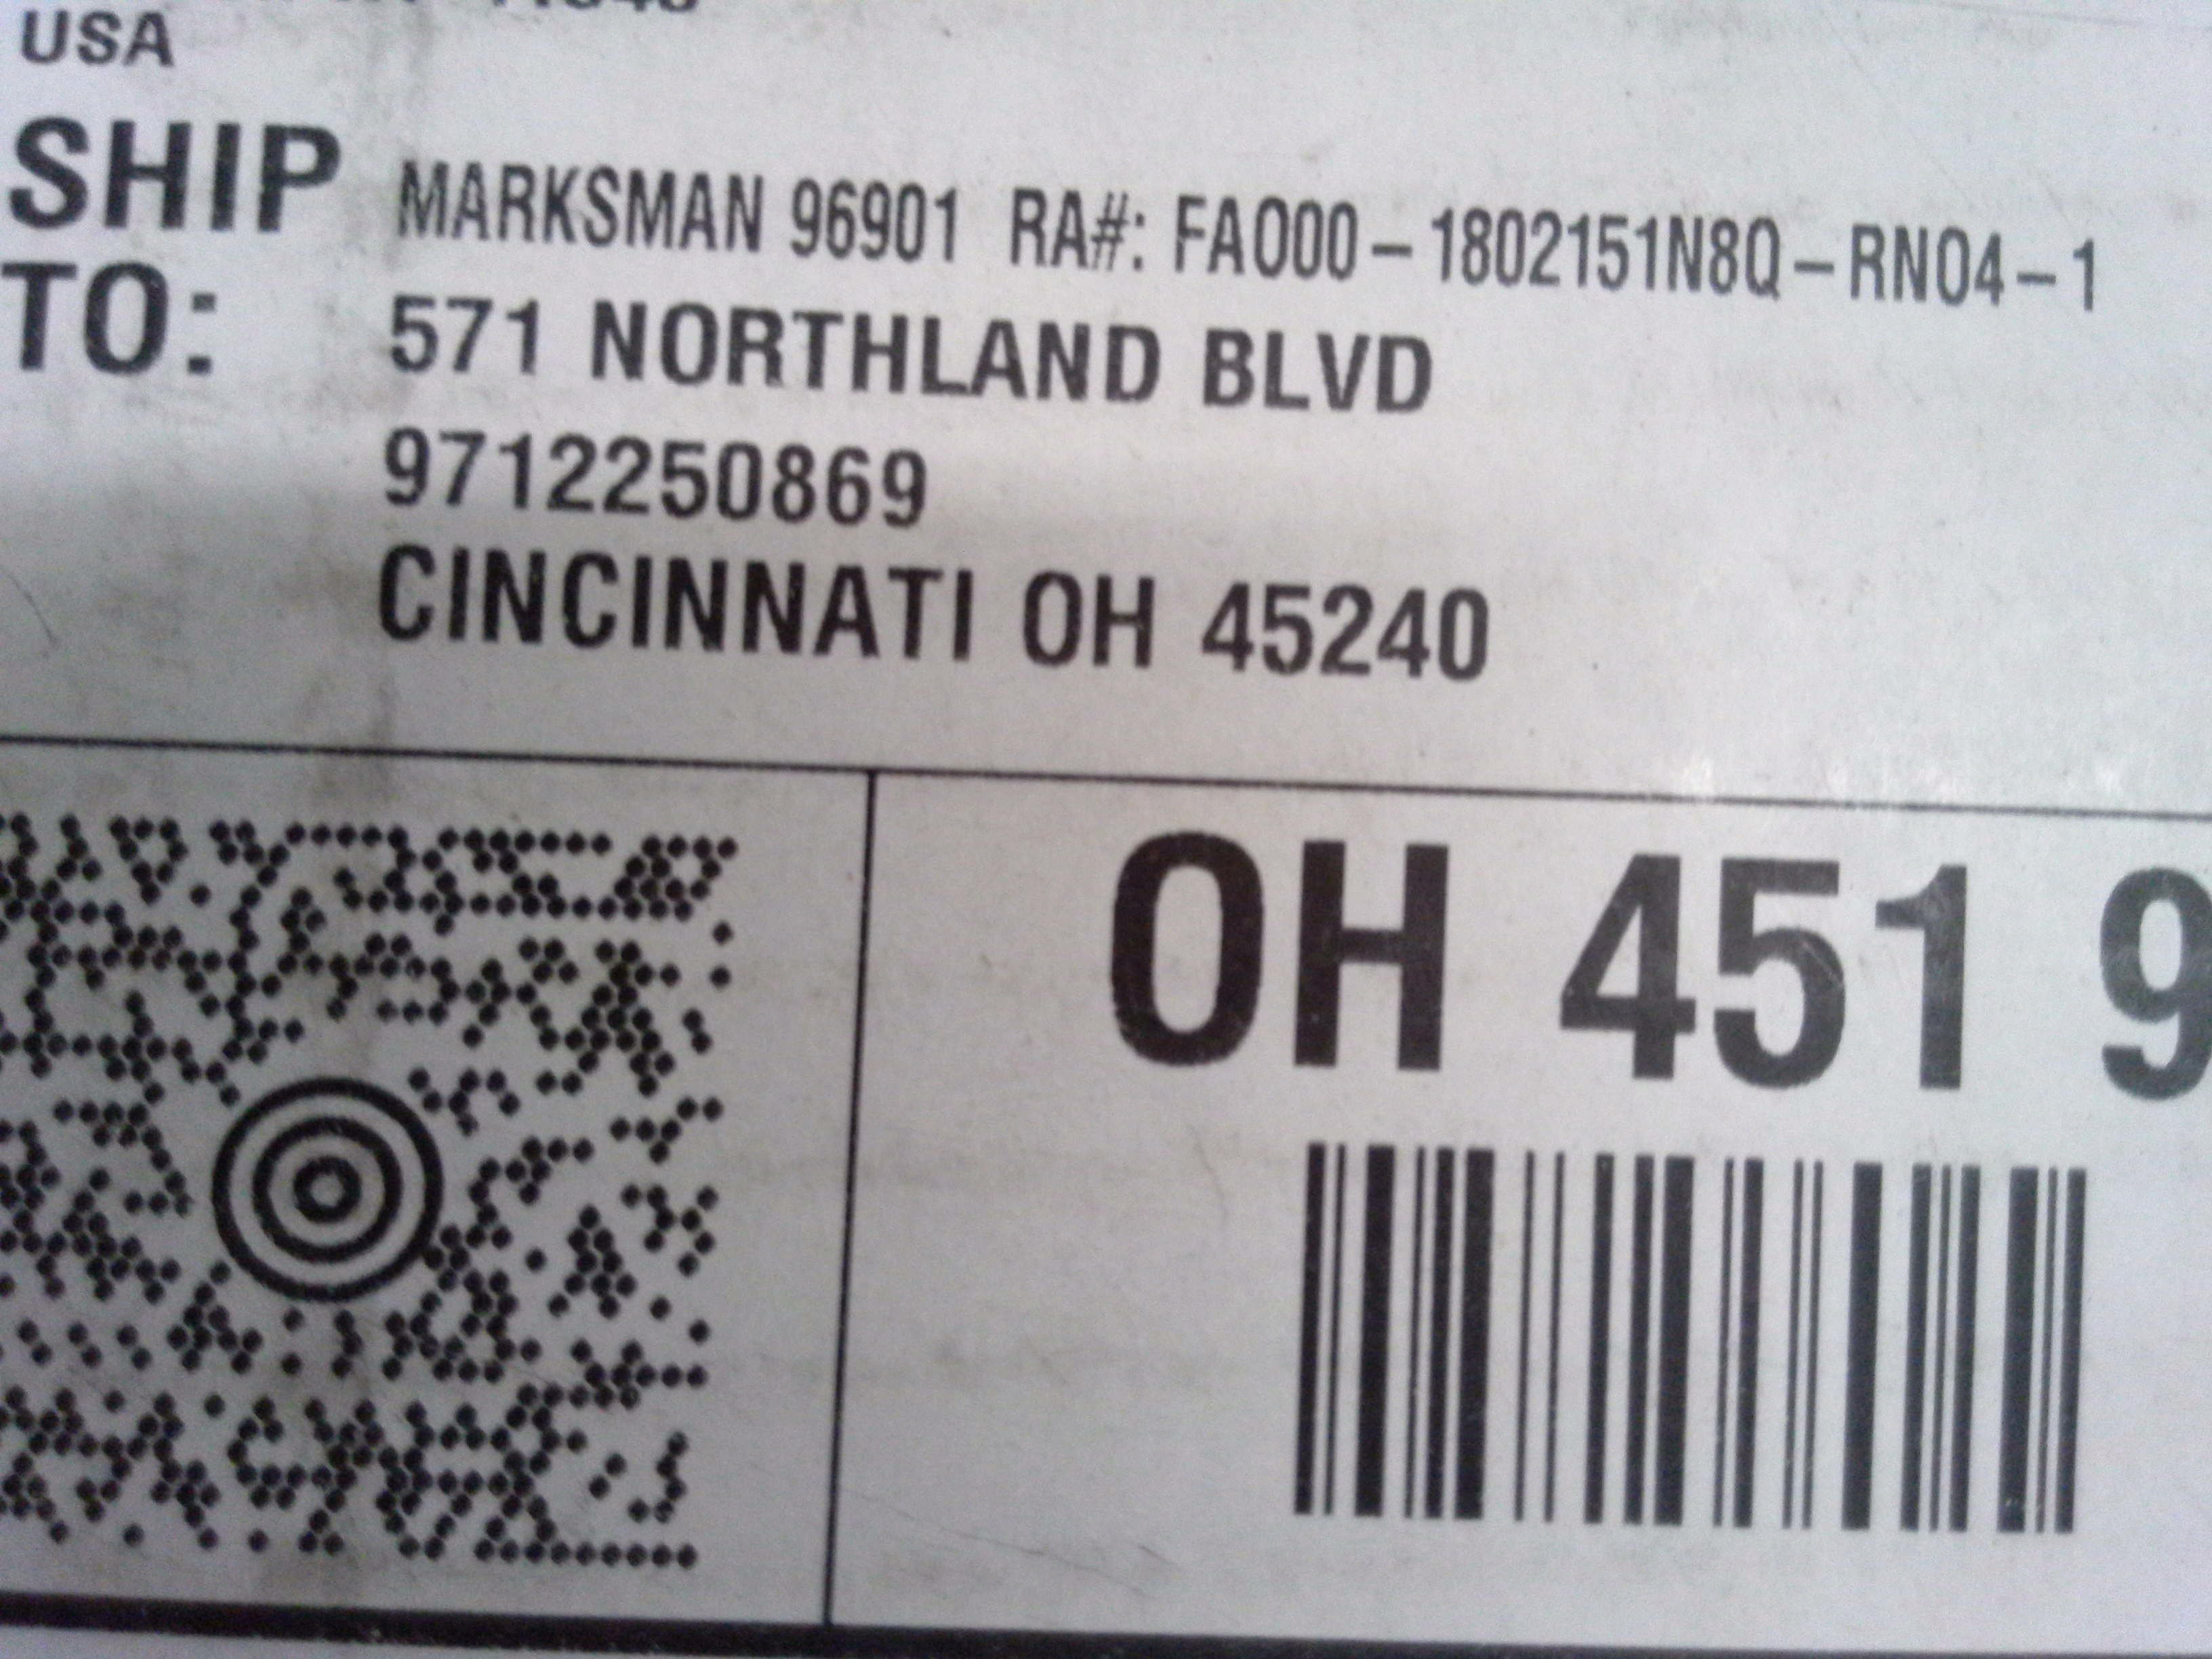 USA
SHIP TO:
MARKSMAN 96901 RA#: FA000-1802151N8Q-RN04-1
571 NORTHLAND BLVD
9712250869
CINCINNATI OH 45240
OH 451 9